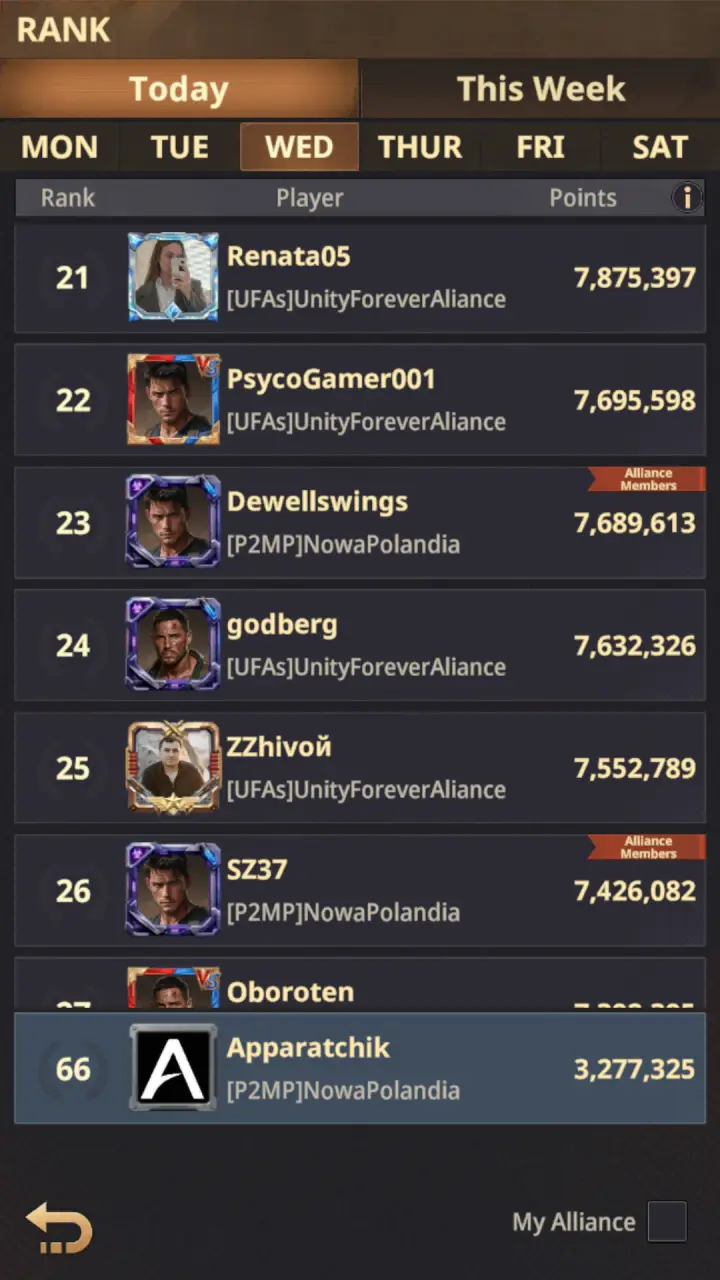 RANK
Today This Week
MON TUE WED THUR FRI SAT
Rank Player Points i
21 Renata05 7,875,397
[UFAs]UnityForeverAliance
22 VS PsycoGamer001 7,695,598
[UFAs]UnityForeverAliance
Alliance Members
23 Dewellswings 7,689,613
[P2MP]NowaPolandia
24 godberg 7,632,326
[UFAs]UnityForeverAliance
25 ZZhivoй 7,552,789
[UFAs]UnityForeverAliance
Alliance Members
26 SZ37 7,426,082
[P2MP]NowaPolandia
VS Oboroten
66 A Apparatchik 3,277,325
[P2MP]NowaPolandia
My Alliance